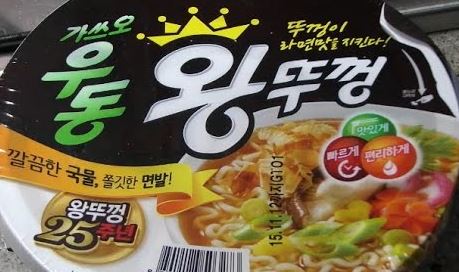 가쓰오
우동
왕뚜껑
뚜껑이
라면맛을 지킨다!
맛있게
빠르게
편리하게
깔끔한 국물, 쫄깃한 면발!
왕뚜껑
25주년